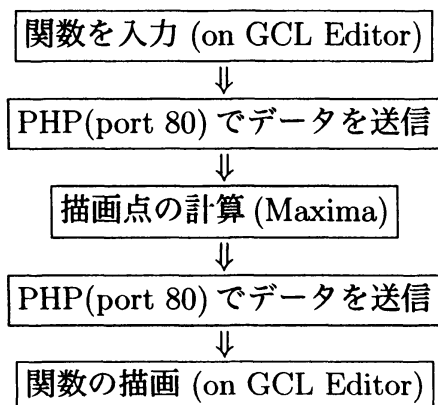 関数を入力 (on GCL Editor)
⇓
PHP(port 80) でデータを送信
⇓
描画点の計算 (Maxima)
⇓
PHP(port 80) でデータを送信
⇓
関数の描画 (on GCL Editor)